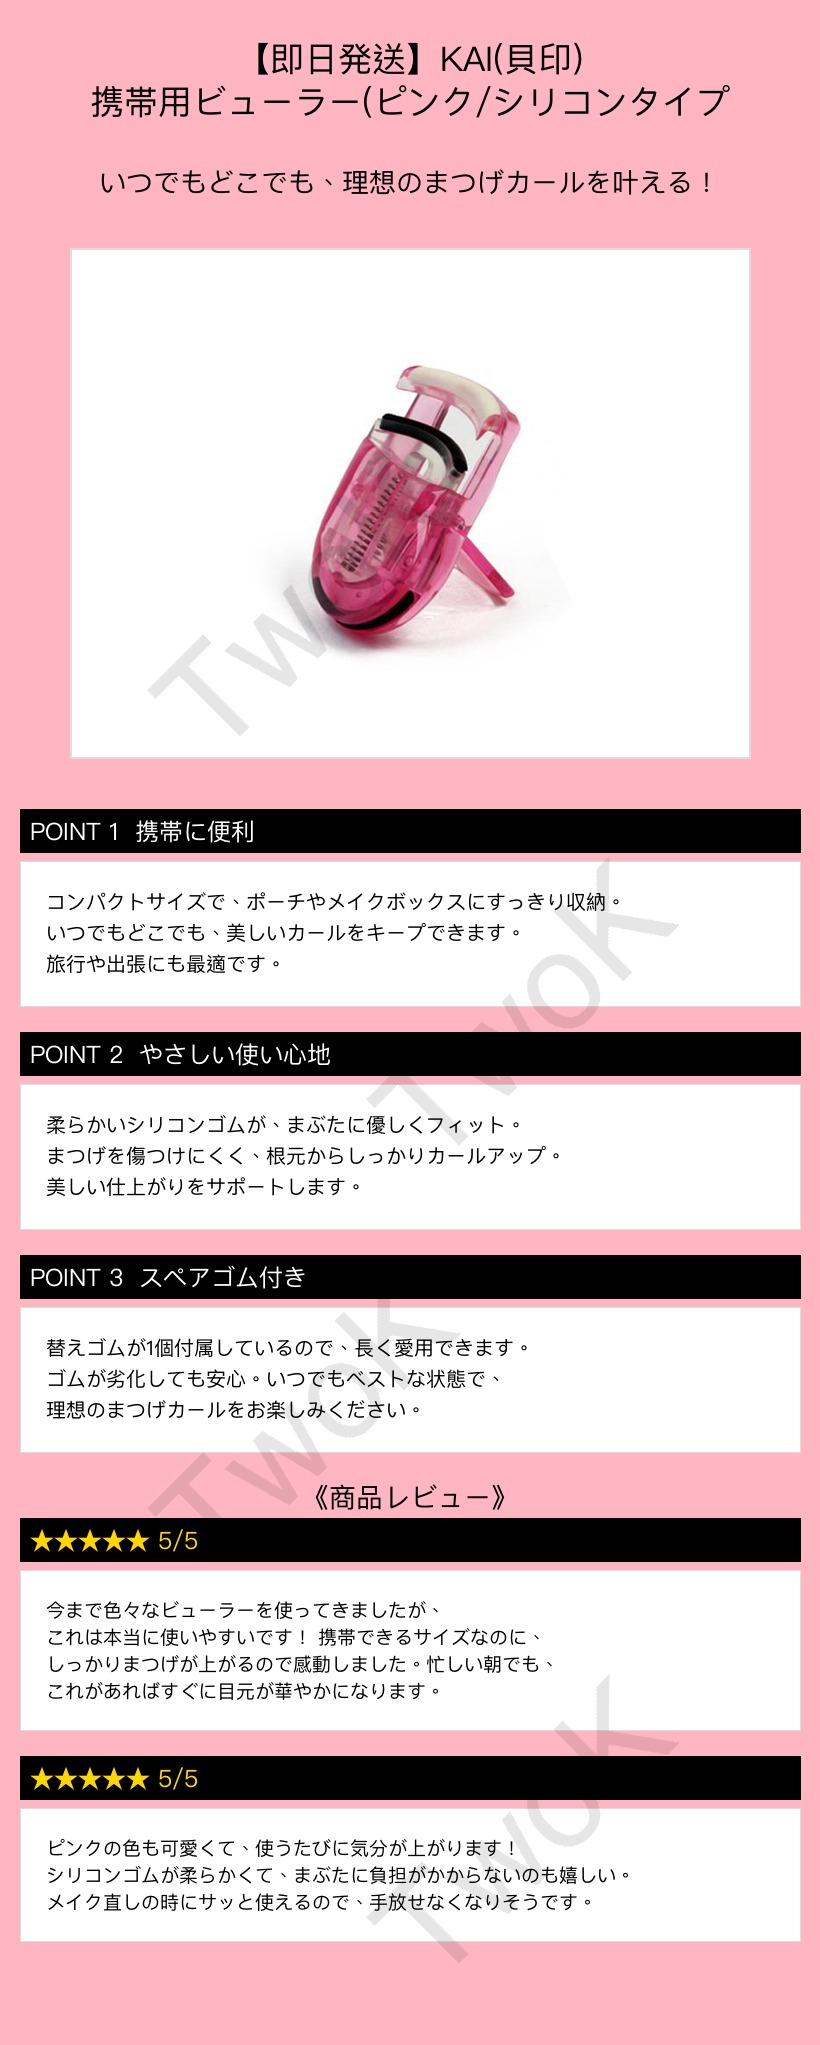 【即日発送】KAI(貝印)
携帯用ビューラー(ピンク/シリコンタイプ
いつでもどこでも、理想のまつげカールを叶える！
TwoK
POINT 1 携帯に便利
コンパクトサイズで、ポーチやメイクボックスにすっきり収納。
いつでもどこでも、美しいカールをキープできます。
旅行や出張にも最適です。
TwoK
POINT 2 やさしい使い心地
柔らかいシリコンゴムが、まぶたに優しくフィット。
まつげを傷つけにくく、根元からしっかりカールアップ。
美しい仕上がりをサポートします。
POINT 3 スペアゴム付き
替えゴムが1個付属しているので、長く愛用できます。
ゴムが劣化しても安心。いつでもベストな状態で、
理想のまつげカールをお楽しみください。
TwoK
《商品レビュー》
★★★★★ 5/5
今まで色々なビューラーを使ってきましたが、
これは本当に使いやすいです！ 携帯できるサイズなのに、
しっかりまつげが上がるので感動しました。忙しい朝でも、
これがあればすぐに目元が華やかになります。
★★★★★ 5/5
ピンクの色も可愛くて、使うたびに気分が上がります！
シリコンゴムが柔らかくて、まぶたに負担がかからないのも嬉しい。
メイク直しの時にサッと使えるので、手放せなくなりそうです。
TwoK